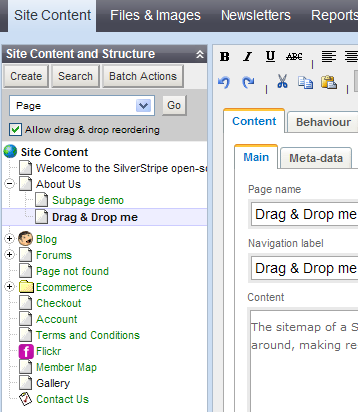 Site Content Files & Images Newsletters Reports
Site Content and Structure
Create Search Batch Actions
Page Go
Allow drag & drop reordering
Site Content
Welcome to the SilverStripe open-so
About Us
Subpage demo
Drag & Drop me
Blog
Forums
Page not found
Ecommerce
Checkout
Account
Terms and Conditions
Flickr
Member Map
Gallery
Contact Us
B I U ABC
Content Behaviour
Main Meta-data
Page name
Drag & Drop me
Navigation label
Drag & Drop me
Content
The sitemap of a S
around, making re